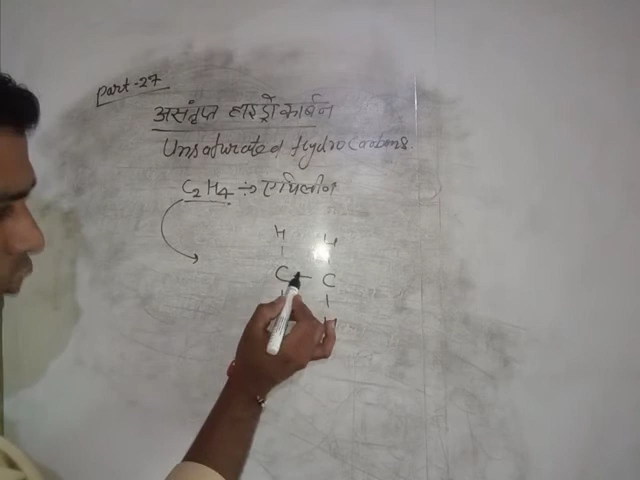 Part-27
असंतृप्त हाइड्रोकार्बन
Unsaturated Hydrocarbons.
C2H4 → एथिलीन
H H
C - C
H